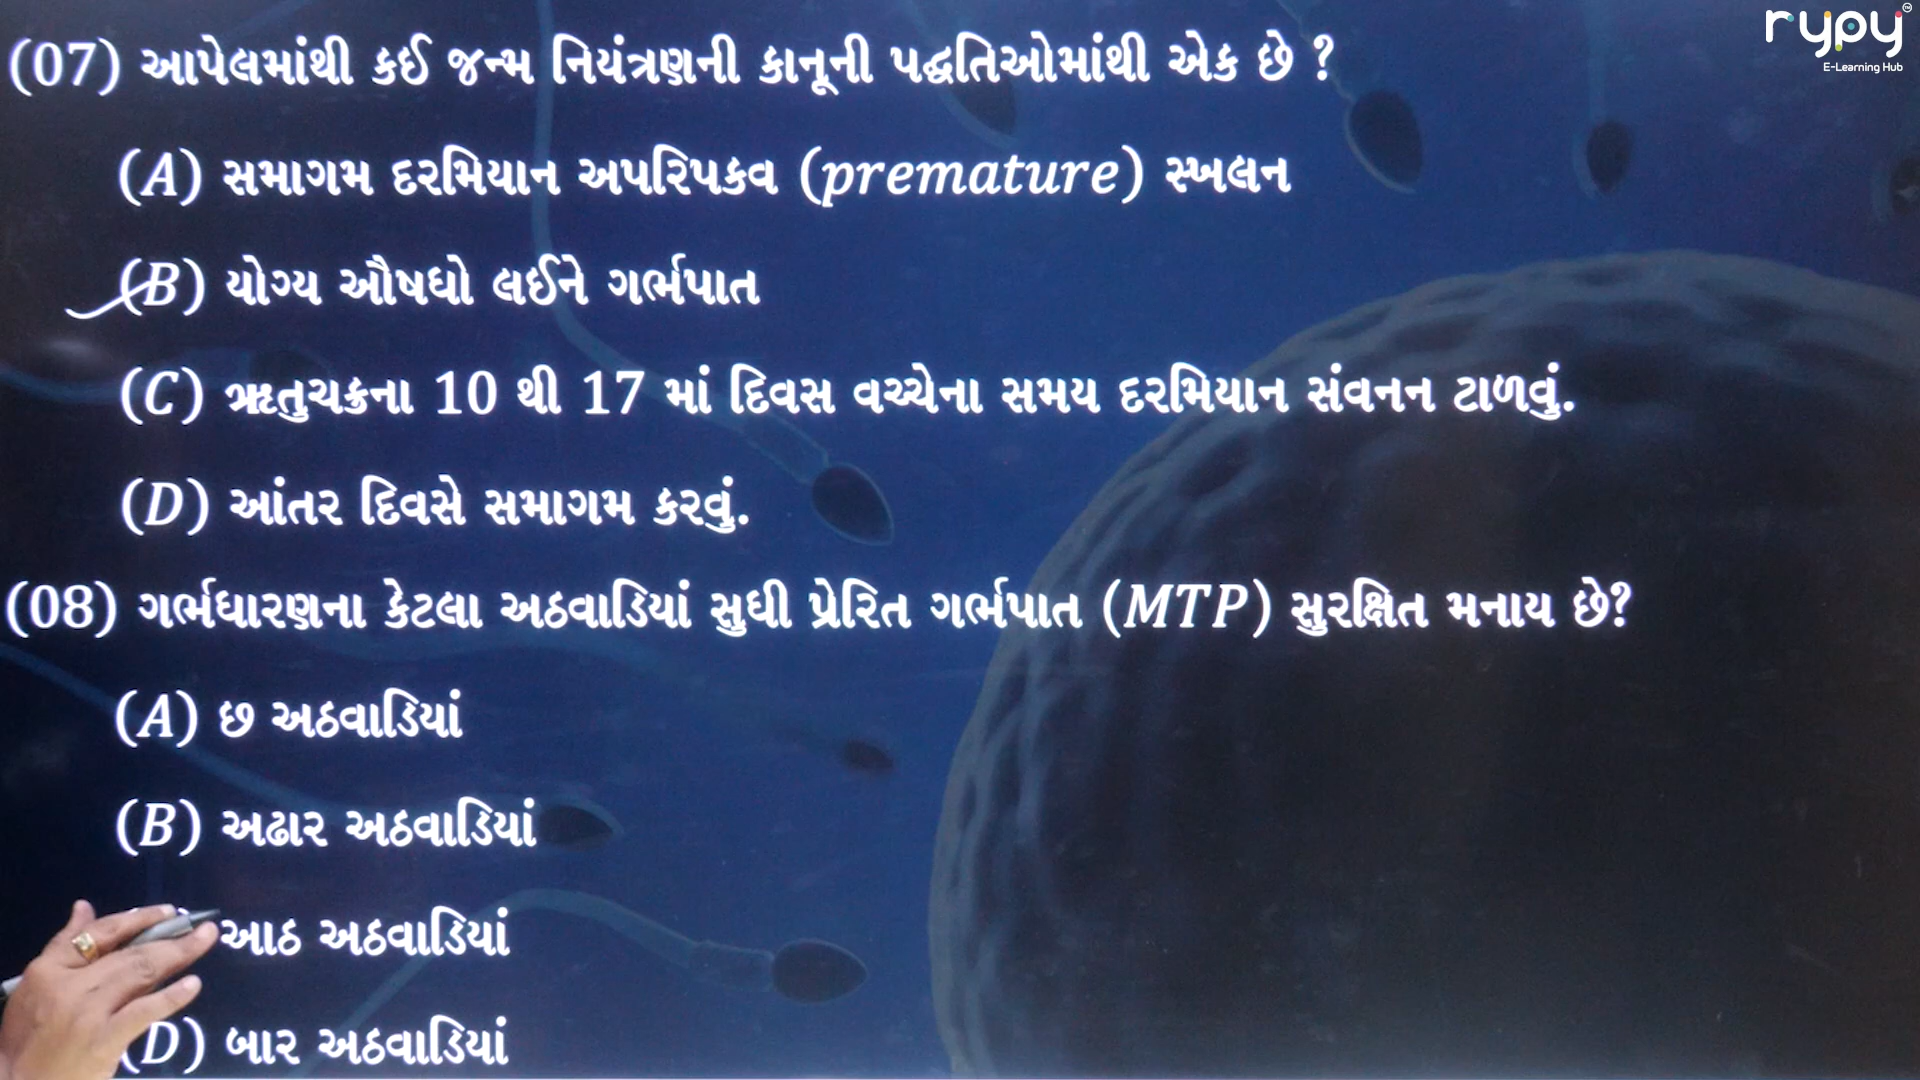 rypy™
E-Learning Hub
(07) આપેલમાંથી કઈ જન્મ નિયંત્રણની કાનૂની પદ્ધતિઓમાંથી એક છે ?
(A) સમાગમ દરમિયાન અપરિપકવ (premature) સ્ખલન
(B) યોગ્ય ઔષધો લઈને ગર્ભપાત
(C) ઋતુચક્રના 10 થી 17 માં દિવસ વચ્ચેના સમય દરમિયાન સંવનન ટાળવું.
(D) આંતર દિવસે સમાગમ કરવું.
(08) ગર્ભધારણના કેટલા અઠવાડિયાં સુધી પ્રેરિત ગર્ભપાત (MTP) સુરક્ષિત મનાય છે?
(A) છ અઠવાડિયાં
(B) અઢાર અઠવાડિયાં
) આઠ અઠવાડિયાં
(D) બાર અઠવાડિયાં